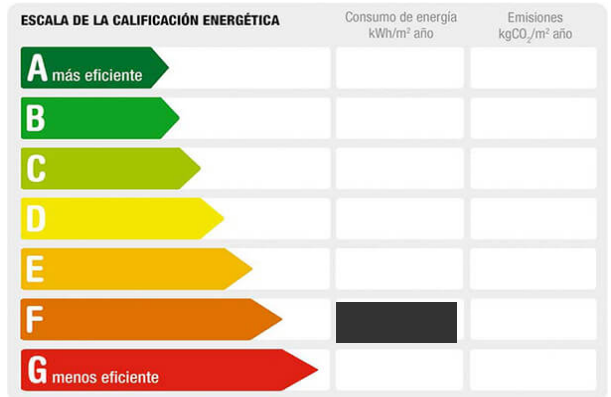 ESCALA DE LA CALIFICACIÓN ENERGÉTICA
Consumo de energía
kWh/m² año
Emisiones
kgCO₂/m² año
A más eficiente
B
C
D
E
F
G menos eficiente